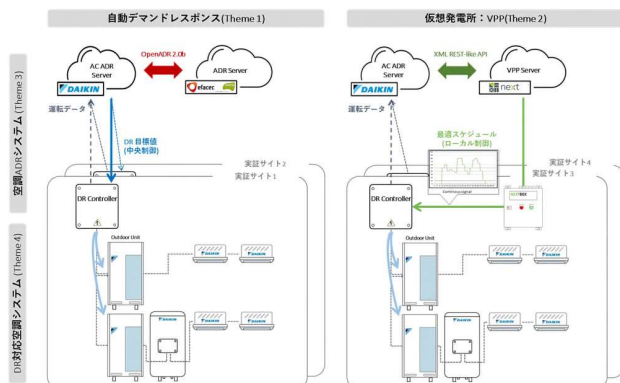 自動デマンドレスポンス(Theme 1)
仮想発電所：VPP(Theme 2)
空調ADRシステム (Theme 3)
DR対応空調システム (Theme 4)
AC ADR
Server
DAIKIN
OpenADR 2.0b
ADR Server
efacec
運転データ
DR 目標値
(中央制御)
実証サイト2
実証サイト1
DR Controller
Outdoor Unit
DAIKIN
DAIKIN
DAIKIN
DAIKIN
DAIKIN
AC ADR
Server
DAIKIN
XML REST-like API
VPP Server
next
運転データ
最適スケジュール
(ローカル制御)
Continuous signal
実証サイト4
実証サイト3
NEXTBOX
DR Controller
Outdoor Unit
DAIKIN
DAIKIN
DAIKIN
DAIKIN
DAIKIN